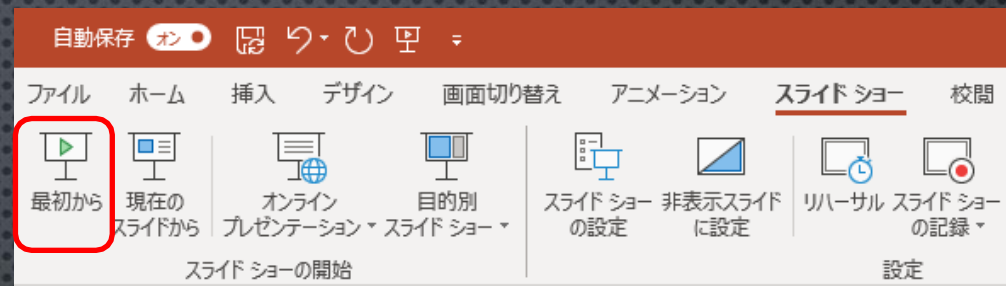 自動保存 オン
ファイル ホーム 挿入 デザイン 画面切り替え アニメーション スライド ショー 校閲
最初から
現在の
スライドから
オンライン
プレゼンテーション
目的別
スライド ショー
スライド ショー
の設定
非表示スライド
に設定
リハーサル
スライド ショー
の記録
スライド ショーの開始
設定